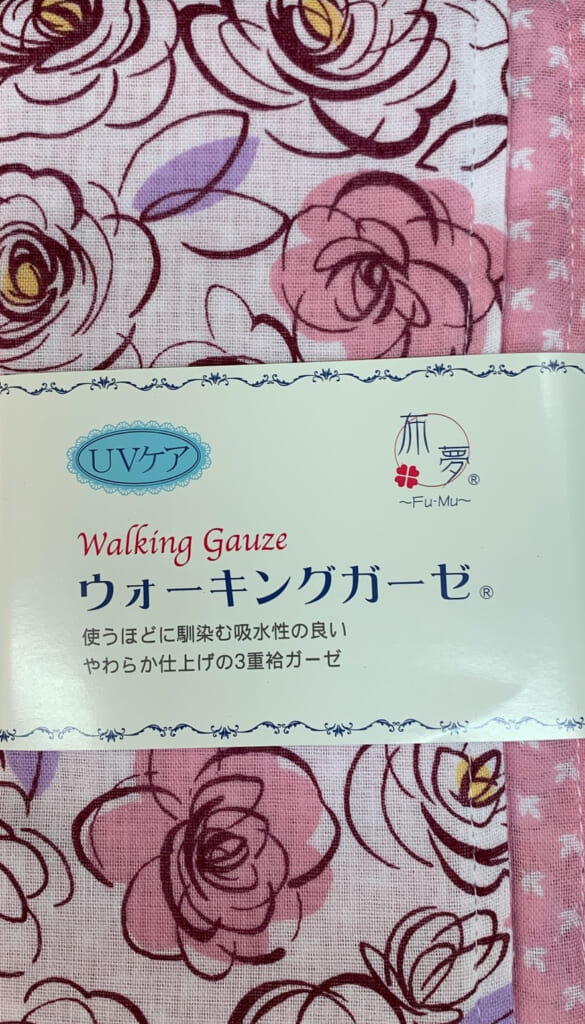 UVケア
布夢®
~Fu-Mu~
Walking Gauze
ウォーキングガーゼ®
使うほどに馴染む吸水性の良い
やわらか仕上げの3重袷ガーゼ